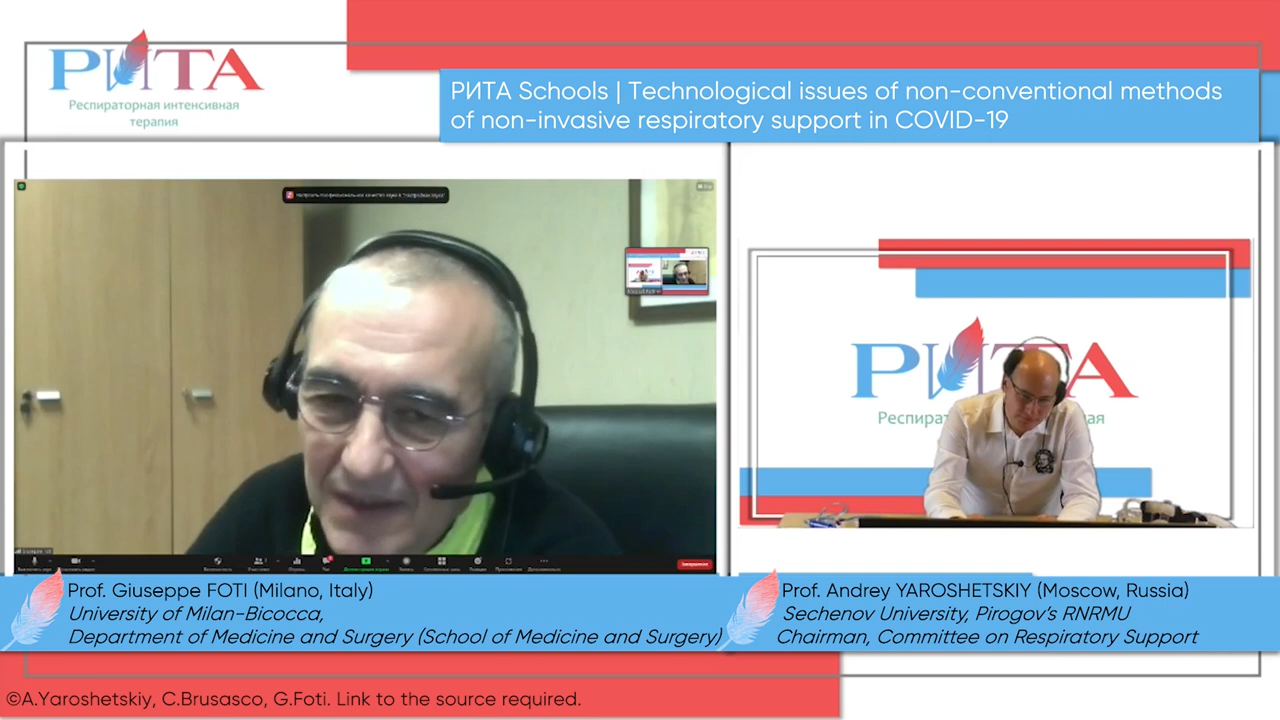 РИТА
Респираторная интенсивная
терапия
РИТА Schools | Technological issues of non-conventional methods
of non-invasive respiratory support in COVID-19
РИТА
Prof. Giuseppe FOTI (Milano, Italy)
University of Milan-Bicocca,
Department of Medicine and Surgery (School of Medicine and Surgery)
Prof. Andrey YAROSHETSKIY (Moscow, Russia)
Sechenov University, Pirogov's RNRMU
Chairman, Committee on Respiratory Support
©A.Yaroshetskiy, C.Brusasco, G.Foti. Link to the source required.